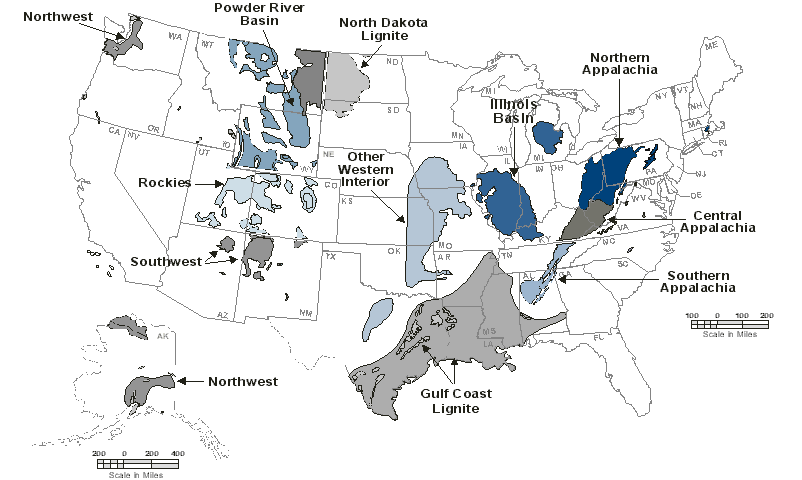 Powder River
Basin
Northwest
North Dakota
Lignite
Northern
Appalachia
Illinois
Basin
Other
Western
Interior
Rockies
Central
Appalachia
Southwest
Southern
Appalachia
Northwest
Gulf Coast
Lignite
WA
MT
ND
SD
MN
IA
WI
MI
IL
IN
OH
ME
NY
VT
NH
MA
RI
CT
PA
NJ
MD
DE
WV
VA
KY
NC
SC
GA
AL
FL
MS
LA
AR
MO
OK
KS
NE
CO
WY
ID
UT
OR
CA
NV
AZ
NM
TX
AK
100 0 100 200
Scale in Miles
200 0 200 400
Scale in Miles